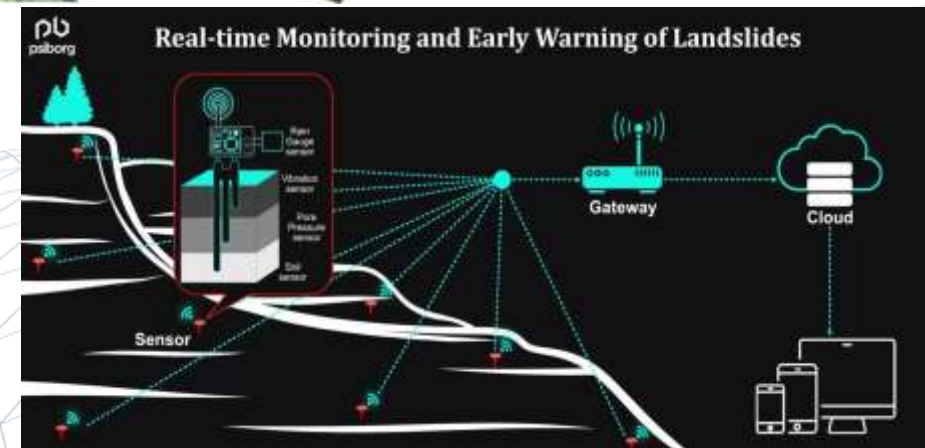 pb
psiborg
Real-time Monitoring and Early Warning of Landslides
Rain
Gauge
sensor
Vibration
sensor
Pore
Pressure
sensor
Soil
sensor
Gateway
Cloud
Sensor